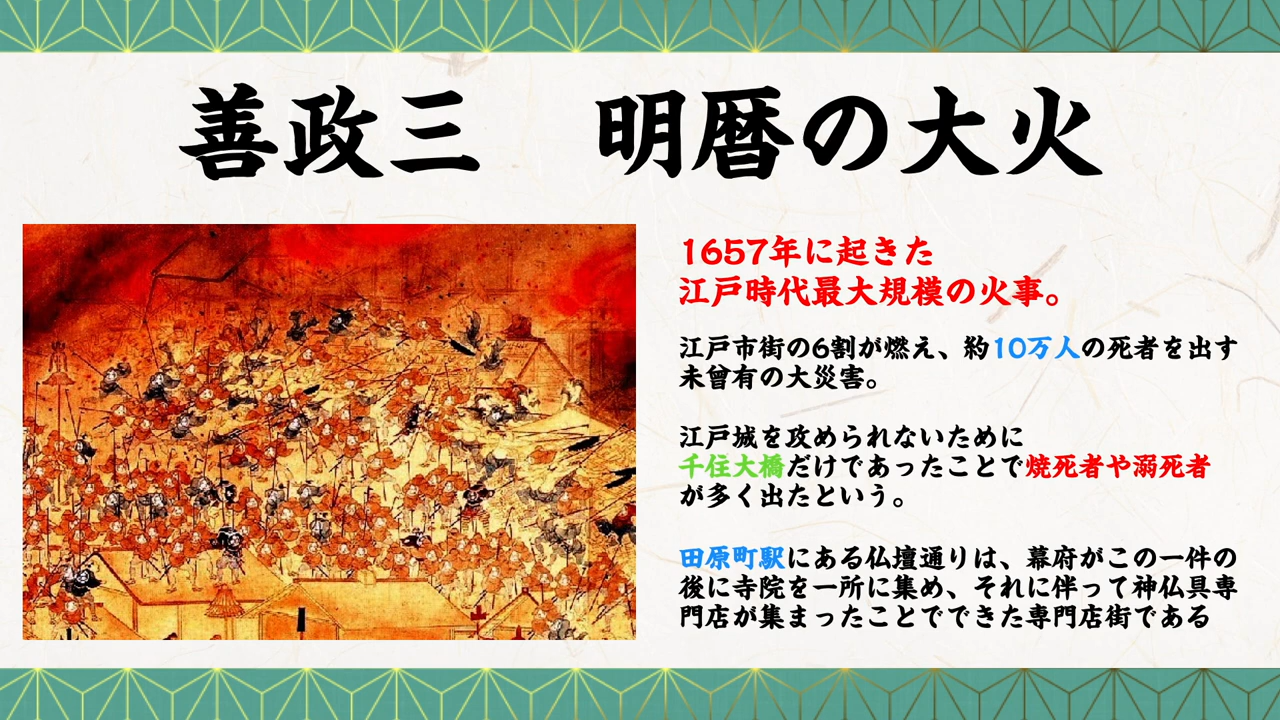 善政三　明暦の大火
1657年に起きた
江戸時代最大規模の火事。
江戸市街の6割が燃え、約10万人の死者を出す
未曾有の大災害。
江戸城を攻められないために
千住大橋だけであったことで焼死者や溺死者
が多く出たという。
田原町駅にある仏壇通りは、幕府がこの一件の
後に寺院を一所に集め、それに伴って神仏具専
門店が集まったことでできた専門店街である